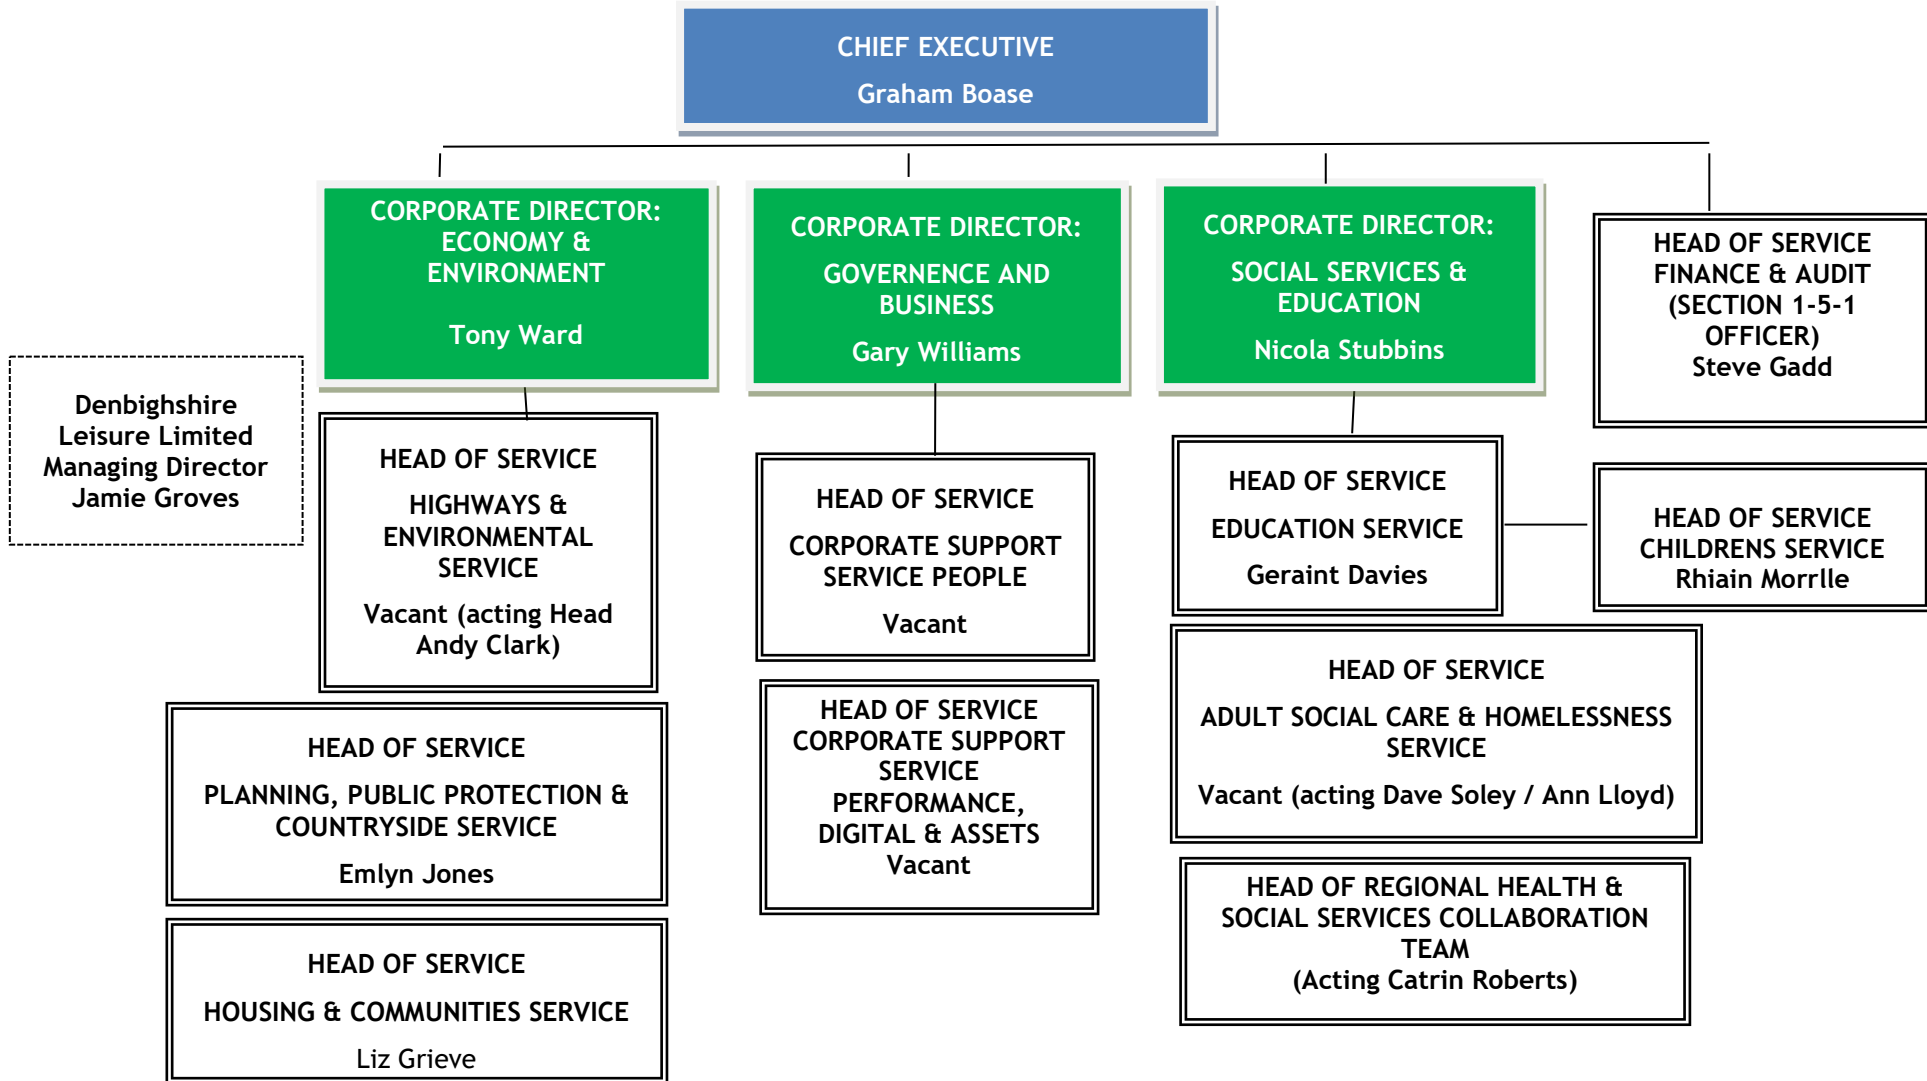 CHIEF EXECUTIVE
Graham Boase
CORPORATE DIRECTOR:
ECONOMY &
ENVIRONMENT
Tony Ward
CORPORATE DIRECTOR:
GOVERNENCE AND
BUSINESS
Gary Williams
CORPORATE DIRECTOR:
SOCIAL SERVICES &
EDUCATION
Nicola Stubbins
HEAD OF SERVICE
FINANCE & AUDIT
(SECTION 1-5-1
OFFICER)
Steve Gadd
Denbighshire
Leisure Limited
Managing Director
Jamie Groves
HEAD OF SERVICE
HIGHWAYS &
ENVIRONMENTAL
SERVICE
Vacant (acting Head
Andy Clark)
HEAD OF SERVICE
CORPORATE SUPPORT
SERVICE PEOPLE
Vacant
HEAD OF SERVICE
EDUCATION SERVICE
Geraint Davies
HEAD OF SERVICE
CHILDRENS SERVICE
Rhiain Morrlle
HEAD OF SERVICE
PLANNING, PUBLIC PROTECTION &
COUNTRYSIDE SERVICE
Emlyn Jones
HEAD OF SERVICE
CORPORATE SUPPORT
SERVICE
PERFORMANCE,
DIGITAL & ASSETS
Vacant
HEAD OF SERVICE
ADULT SOCIAL CARE & HOMELESSNESS
SERVICE
Vacant (acting Dave Soley / Ann Lloyd)
HEAD OF REGIONAL HEALTH &
SOCIAL SERVICES COLLABORATION
TEAM
(Acting Catrin Roberts)
HEAD OF SERVICE
HOUSING & COMMUNITIES SERVICE
Liz Grieve